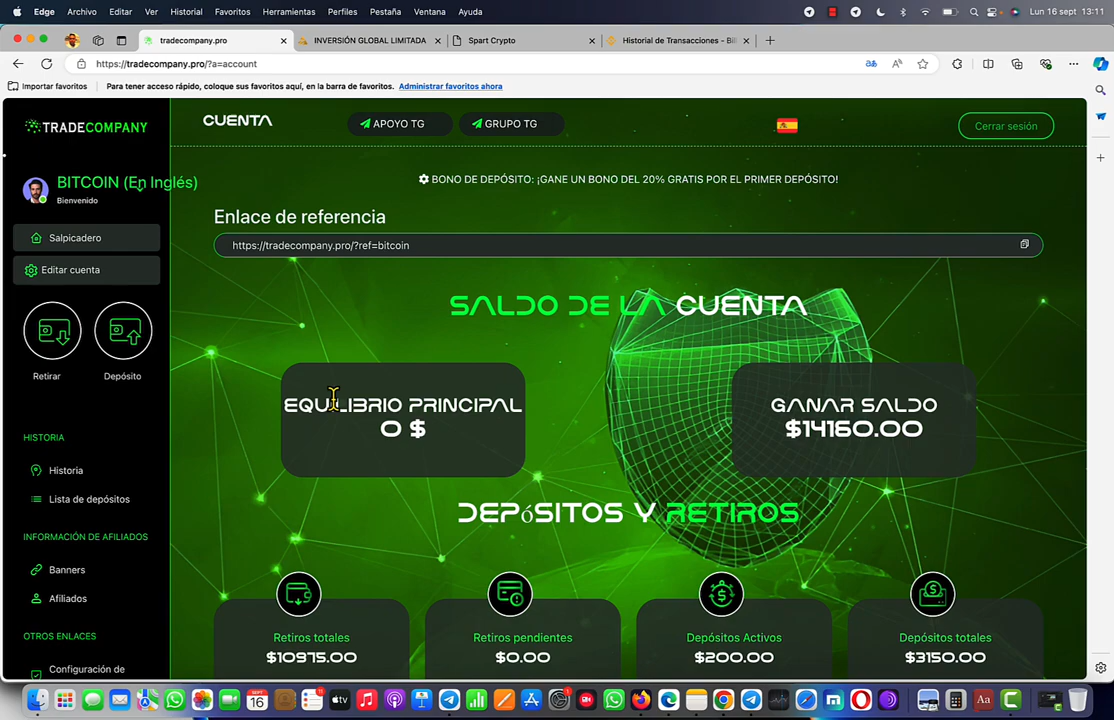 Edge Archivo Editar Ver Historial Favoritos Herramientas Perfiles Pestaña Ventana Ayuda Lun 16 sept 13:11
tradecompany.pro INVERSIÓN GLOBAL LIMITADA Spart Crypto Historial de Transacciones - Bil
https://tradecompany.pro/?a=account
Importar favoritos Para tener acceso rápido, coloque sus favoritos aquí, en la barra de favoritos. Administrar favoritos ahora
TRADECOMPANY CUENTA APOYO TG GRUPO TG Cerrar sesión
BITCOIN (En Inglés)
Bienvenido
BONO DE DEPÓSITO: ¡GANE UN BONO DEL 20% GRATIS POR EL PRIMER DEPÓSITO!
Enlace de referencia
Salpicadero
https://tradecompany.pro/?ref=bitcoin
Editar cuenta
SALDO DE LA CUENTA
Retirar Depósito
EQUILIBRIO PRINCIPAL
0 $
GANAR SALDO
$14160.00
HISTORIA
Historia
Lista de depósitos
DEPÓSITOS Y RETIROS
INFORMACIÓN DE AFILIADOS
Banners
Afiliados
OTROS ENLACES
Configuración de
Retiros totales
$10975.00
Retiros pendientes
$0.00
Depósitos Activos
$200.00
Depósitos totales
$3150.00